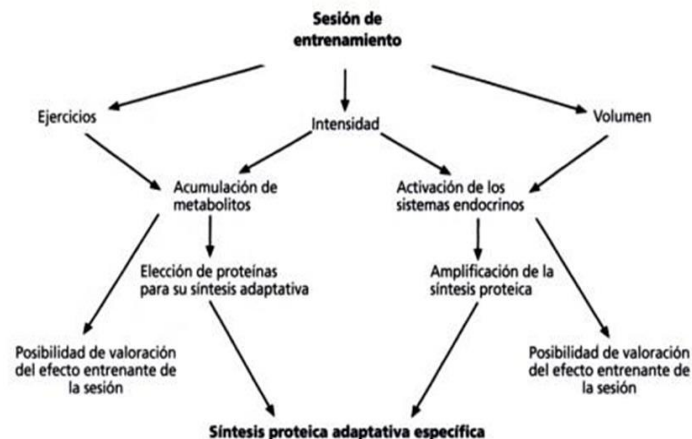 Sesión de
entrenamiento
Ejercicios
Intensidad
Volumen
Acumulación de
metabolitos
Activación de los
sistemas endocrinos
Elección de proteínas
para su síntesis adaptativa
Amplificación de la
síntesis proteica
Posibilidad de valoración
del efecto entrenante de
la sesión
Posibilidad de valoración
del efecto entrenante de
la sesión
Síntesis proteica adaptativa específica